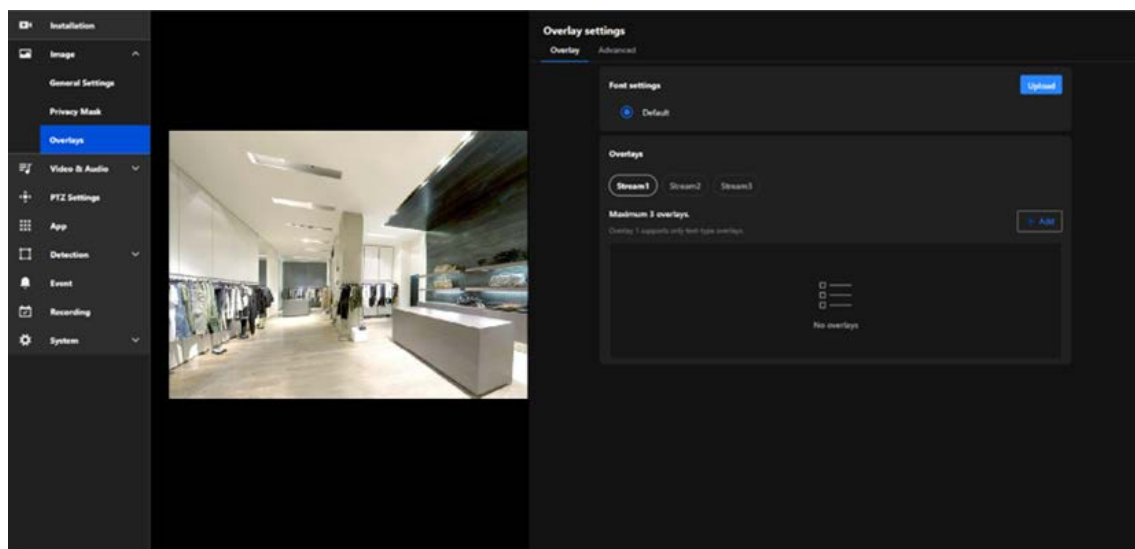 Installation
Image
General Settings
Privacy Mask
Overlays
Video & Audio
PTZ Settings
App
Detection
Event
Recording
System
Overlay settings
Overlay Advanced
Font settings Upload
Default
Overlays
Stream1 Stream2 Stream3
Maximum 3 overlays.
+ Add
Overlay 1 supports only text-type overlays.
No overlays